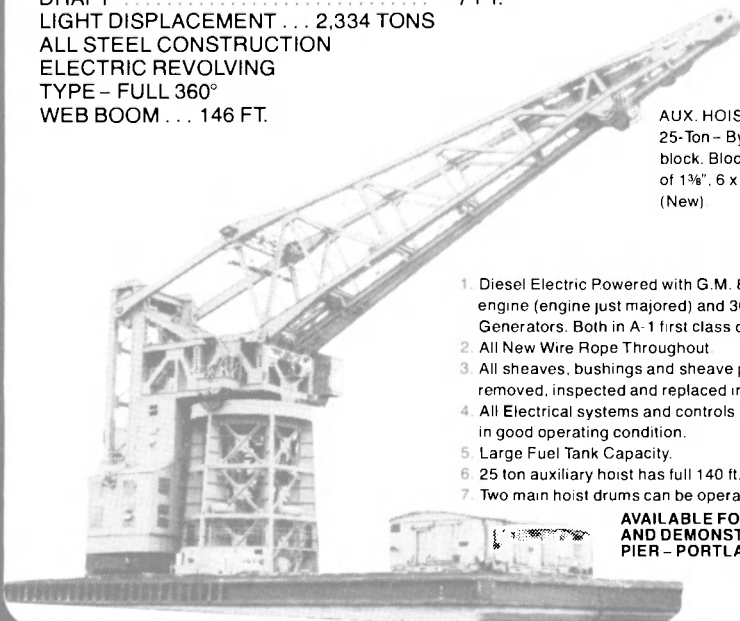 LIGHT DISPLACEMENT . . . 2,334 TONS
ALL STEEL CONSTRUCTION
ELECTRIC REVOLVING
TYPE – FULL 360°
WEB BOOM . . . 146 FT.
AUX. HOIS
25-Ton – By
block. Bloc
of 1⅜", 6 x
(New)
1. Diesel Electric Powered with G.M. 8
engine (engine just majored) and 30
Generators. Both in A-1 first class c
2. All New Wire Rope Throughout
3. All sheaves, bushings and sheave p
removed, inspected and replaced in
4. All Electrical systems and controls
in good operating condition.
5. Large Fuel Tank Capacity.
6. 25 ton auxiliary hoist has full 140 ft.
7. Two main hoist drums can be opera
AVAILABLE FO
AND DEMONST
PIER – PORTLA